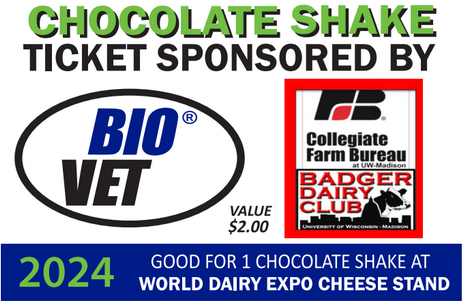 CHOCOLATE SHAKE
TICKET SPONSORED BY
BIO®
VET
VALUE
$2.00
FB
Collegiate
Farm Bureau
at UW-Madison
BADGER
DAIRY
CLUB
UNIVERSITY OF WISCONSIN - MADISON
2024
GOOD FOR 1 CHOCOLATE SHAKE AT
WORLD DAIRY EXPO CHEESE STAND